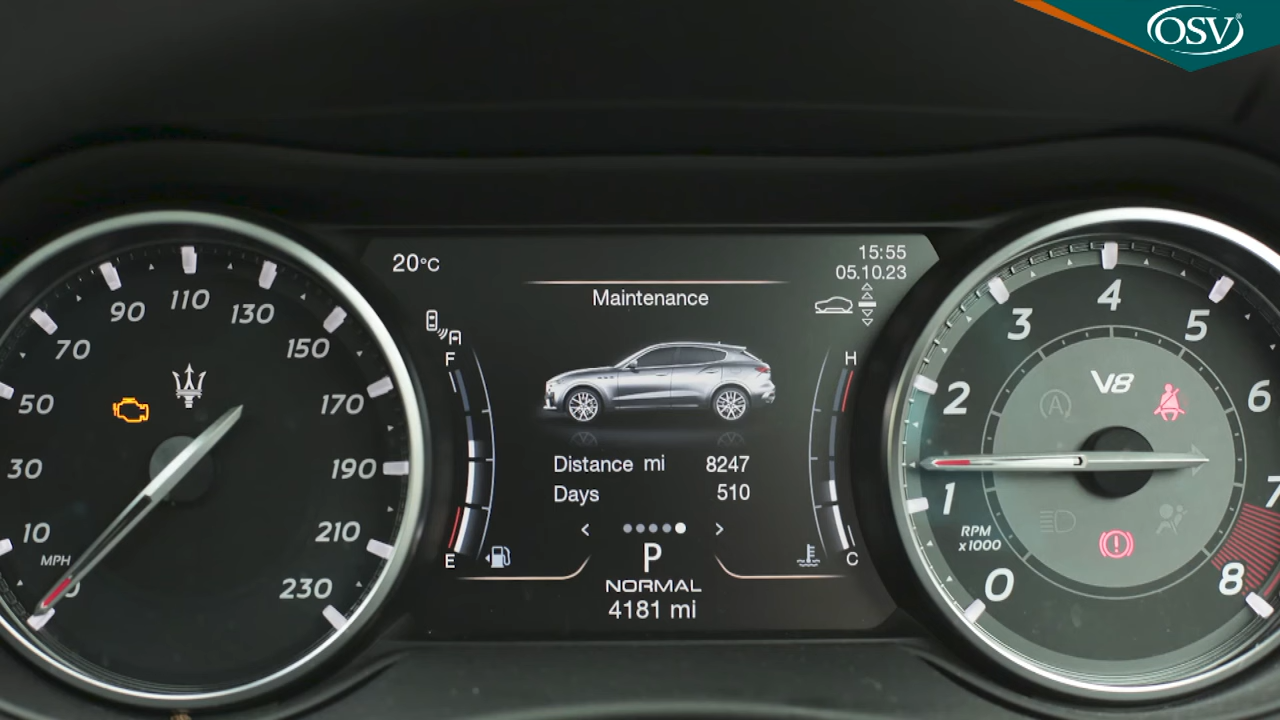 OSV
20°C
15:55
05.10.23
Maintenance
A
F
H
Distance mi 8247
Days 510
< >
E
C
P
NORMAL
4181 mi
10
30
50
70
90
110
130
150
170
190
210
230
MPH
0
1
2
3
4
5
6
7
8
V8
A
RPM
x1000